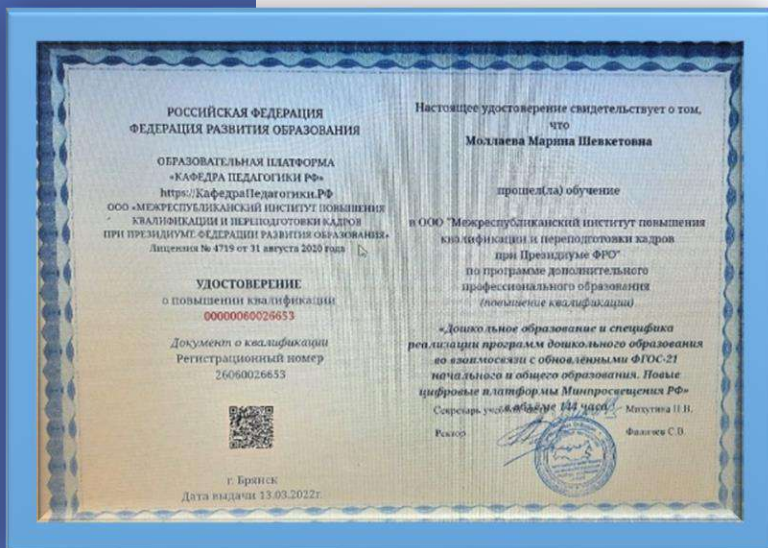 РОССИЙСКАЯ ФЕДЕРАЦИЯ
ФЕДЕРАЦИЯ РАЗВИТИЯ ОБРАЗОВАНИЯ
ОБРАЗОВАТЕЛЬНАЯ ПЛАТФОРМА
«КАФЕДРА ПЕДАГОГИКИ РФ»
https://КафедраПедагогики.РФ
ООО «МЕЖРЕСПУБЛИКАНСКИЙ ИНСТИТУТ ПОВЫШЕНИЯ
КВАЛИФИКАЦИИ И ПЕРЕПОДГОТОВКИ КАДРОВ
ПРИ ПРЕЗИДИУМЕ ФЕДЕРАЦИИ РАЗВИТИЯ ОБРАЗОВАНИЯ»
Лицензия № 4719 от 31 августа 2020 года
УДОСТОВЕРЕНИЕ
о повышении квалификации
00000060026653
Документ о квалификации
Регистрационный номер
26060026653
г. Брянск
Дата выдачи 13.03.2022г.
Настоящее удостоверение свидетельствует о том,
что
Моллаева Марина Шевкетовна
прошел(ла) обучение
в ООО "Межреспубликанский институт повышения
квалификации и переподготовки кадров
при Президиуме ФРО"
по программе дополнительного
профессионального образования
(повышение квалификации)
«Дошкольное образование и специфика
реализации программ дошкольного образования
во взаимосвязи с обновлёнными ФГОС-21
начального и общего образования. Новые
цифровые платформы Минпросвещения РФ»
в объёме 144 часа
Секретарь Михутина Н.В.
Ректор Фалачев С.В.